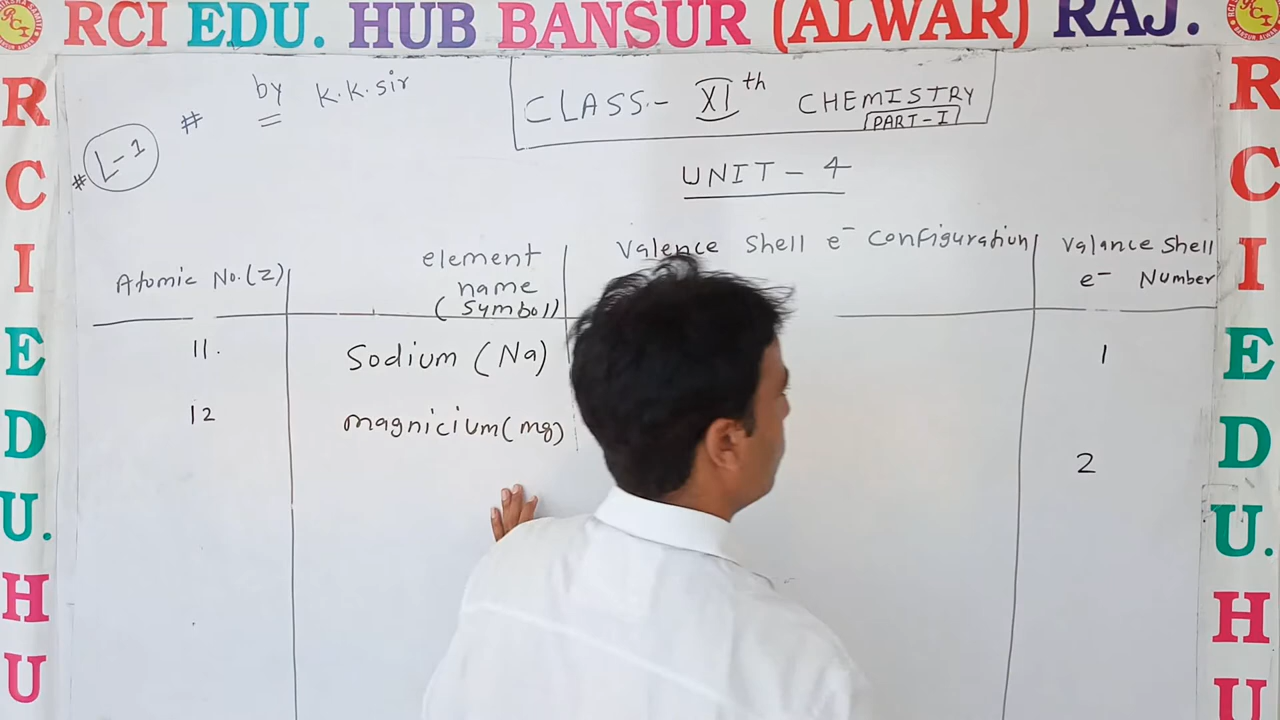 RCI EDU. HUB BANSUR (ALWAR) RAJ.
R
C
I
E
D
U.
H
U
# by K.K.sir
# L-1
CLASS - XIth CHEMISTRY
PART-I
UNIT - 4
Atomic No.(Z)
element
name
(Symbol)
Valence Shell e- Configuration
Valance Shell
e- Number
11.
Sodium (Na)
1
12
magnicium(mg)
2
R
C
I
E
D
U.
H
U